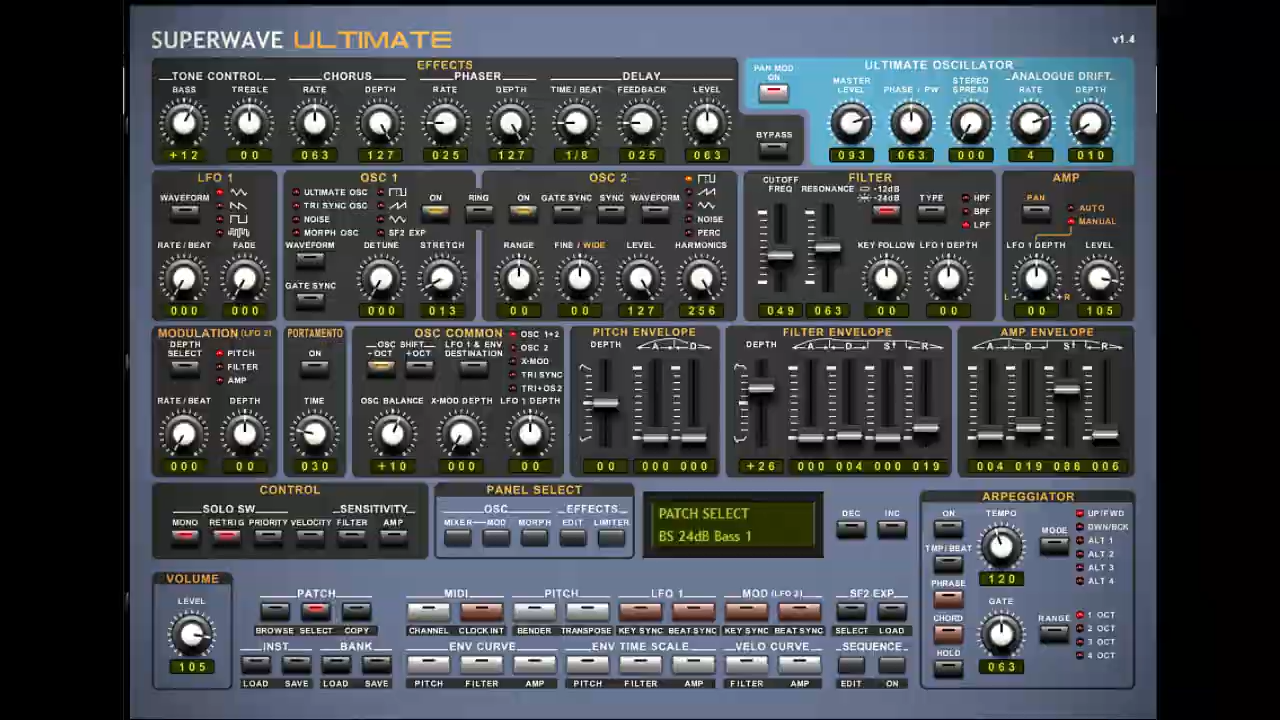 SUPERWAVE ULTIMATE
v1.4
EFFECTS
TONE CONTROL CHORUS PHASER DELAY
BASS TREBLE RATE DEPTH RATE DEPTH TIME / BEAT FEEDBACK LEVEL
+12 00 063 127 025 127 1/8 025 063
PAN MOD
ON
BYPASS
ULTIMATE OSCILLATOR
ANALOGUE DRIFT
MASTER LEVEL PHASE / PW STEREO SPREAD RATE DEPTH
093 063 000 4 010
LFO 1
WAVEFORM
RATE / BEAT FADE
000 000
OSC 1
ULTIMATE OSC
TRI SYNC OSC
NOISE
MORPH OSC
SF2 EXP
ON RING
WAVEFORM
GATE SYNC
DETUNE STRETCH
000 013
OSC 2
ON GATE SYNC SYNC WAVEFORM
NOISE
PERC
RANGE FINE / WIDE LEVEL HARMONICS
00 00 127 256
FILTER
CUTOFF FREQ RESONANCE
-12dB
-24dB
TYPE
HPF
BPF
LPF
KEY FOLLOW LFO 1 DEPTH
049 063 00 00
AMP
PAN
AUTO
MANUAL
LFO 1 DEPTH LEVEL
L + R
00 105
MODULATION (LFO 2)
DEPTH SELECT
PITCH
FILTER
AMP
RATE / BEAT DEPTH
000 00
PORTAMENTO
ON
TIME
030
OSC COMMON
OSC SHIFT
- OCT +OCT
LFO 1 & ENV DESTINATION
OSC 1+2
OSC 2
X-MOD
TRI SYNC
TRI+OS2
OSC BALANCE X-MOD DEPTH LFO 1 DEPTH
+10 000 00
PITCH ENVELOPE
DEPTH A D
00 000 000
FILTER ENVELOPE
DEPTH A D S R
+26 000 004 000 019
AMP ENVELOPE
A D S R
004 019 086 006
CONTROL
SOLO SW SENSITIVITY
MONO RETRIG PRIORITY VELOCITY FILTER AMP
PANEL SELECT
OSC EFFECTS
MIXER MOD MORPH EDIT LIMITER
PATCH SELECT
BS 24dB Bass 1
DEC INC
ARPEGGIATOR
ON TEMPO MODE
UP/FWD
DWN/BCK
ALT 1
ALT 2
ALT 3
ALT 4
TMP/BEAT
120
PHRASE
CHORD
HOLD
GATE
063
RANGE
1 OCT
2 OCT
3 OCT
4 OCT
VOLUME
LEVEL
105
PATCH
BROWSE SELECT COPY
INST BANK
LOAD SAVE LOAD SAVE
MIDI PITCH LFO 1 MOD (LFO 2) SF2 EXP
CHANNEL CLOCK INT BENDER TRANSPOSE KEY SYNC BEAT SYNC KEY SYNC BEAT SYNC SELECT LOAD
ENV CURVE ENV TIME SCALE VELO CURVE SEQUENCE
PITCH FILTER AMP PITCH FILTER AMP FILTER AMP EDIT ON